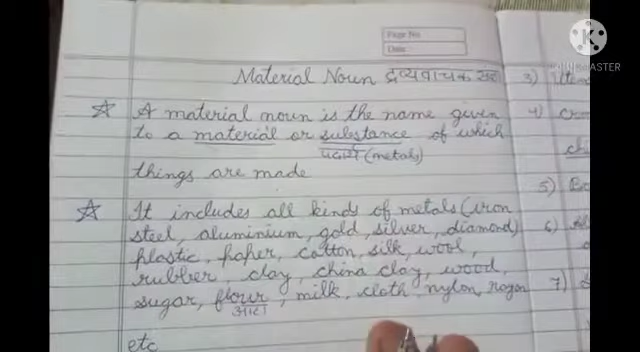 Page No.
Date
Material Noun द्रव्यवाचक संज्ञा
A material noun is the name given
to a material or substance of which
पदार्थ (metals)
things are made
It includes all kinds of metals (iron
steel, aluminium, gold, silver, diamond)
plastic, paper, cotton, silk, wool,
rubber, clay, china clay, wood,
sugar, flour, milk, cloth, nylon, rayon
आटा
etc
3)
4)
5)
6)
7)
K
KINEMASTER